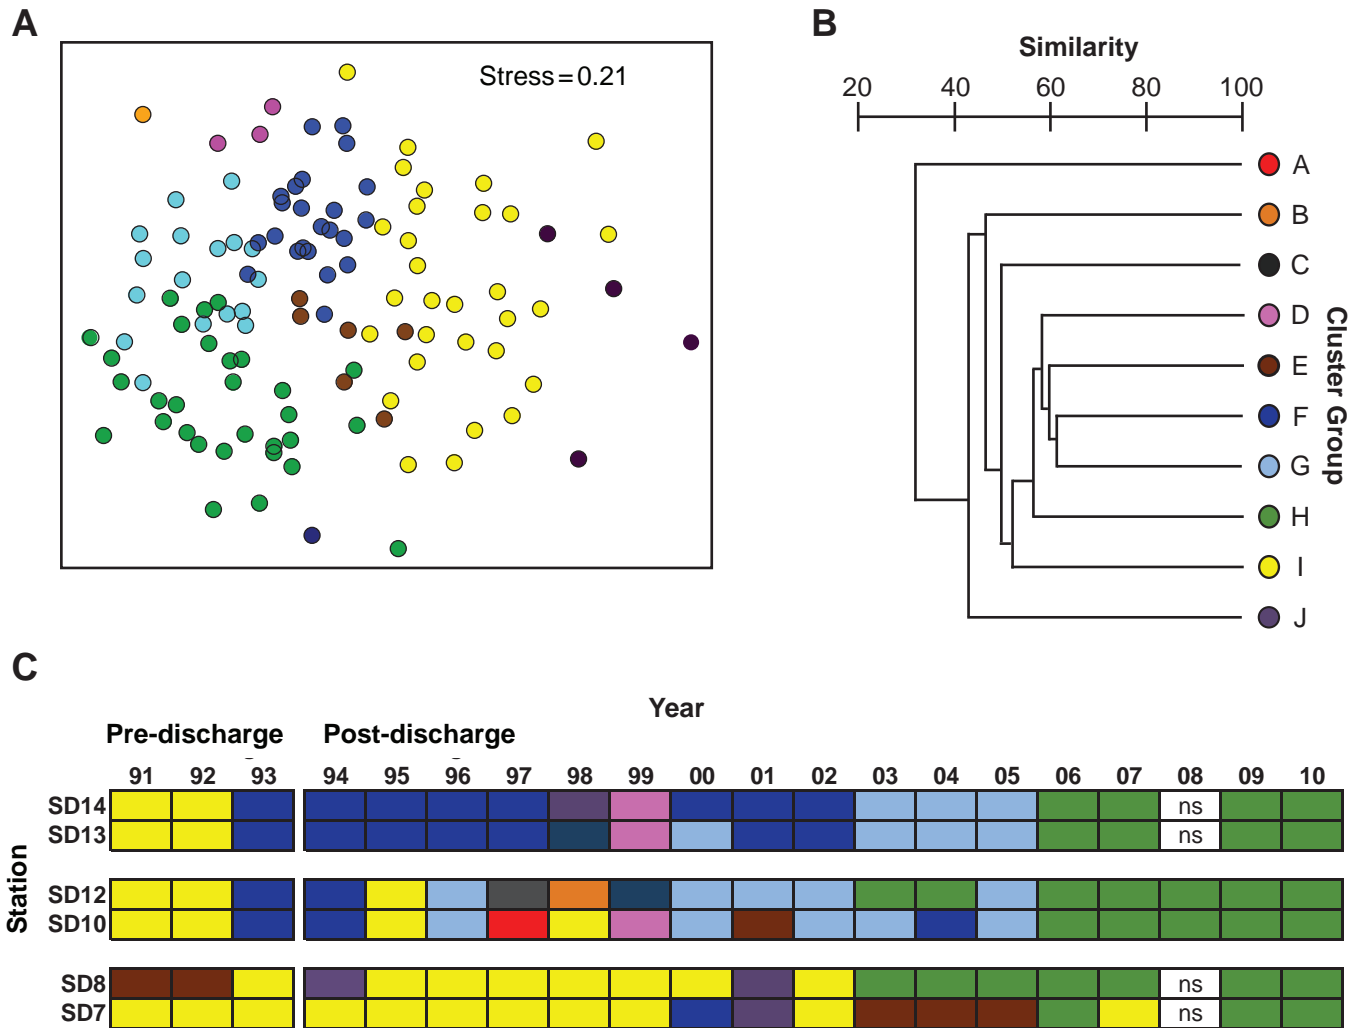 A
Stress=0.21
B
Similarity
20 40 60 80 100
A
B
C
D
E
F
G
H
I
J
Cluster Group
C
Year
Pre-discharge Post-discharge
91 92 93 94 95 96 97 98 99 00 01 02 03 04 05 06 07 08 09 10
Station
SD14 ns
SD13 ns
SD12
SD10
SD8 ns
SD7 ns